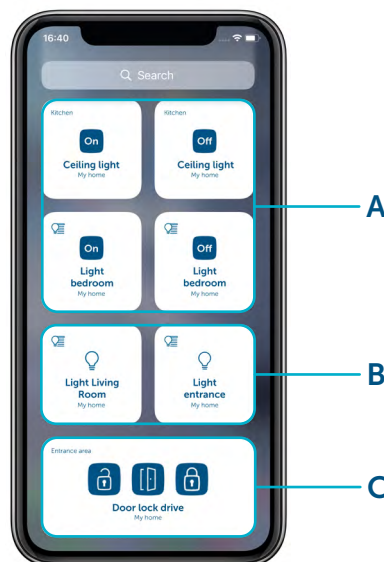 16:40
Search
Kitchen
On
Ceiling light
My home
Kitchen
Off
Ceiling light
My home
On
Light
bedroom
My home
Off
Light
bedroom
My home
A
Light Living
Room
My home
Light
entrance
My home
B
Entrance area
Door lock drive
My home
C